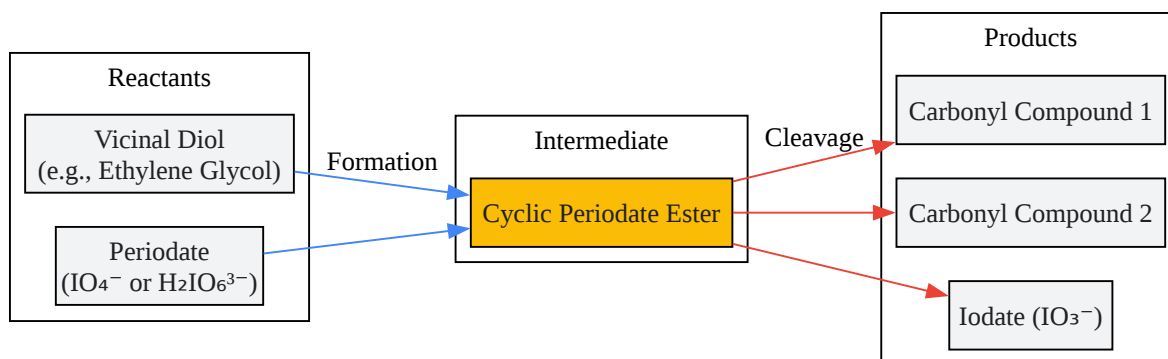 Reactants
Vicinal Diol
(e.g., Ethylene Glycol)
Periodate
(IO₄⁻ or H₂IO₆³⁻)
Formation
Intermediate
Cyclic Periodate Ester
Cleavage
Products
Carbonyl Compound 1
Carbonyl Compound 2
Iodate (IO₃⁻)